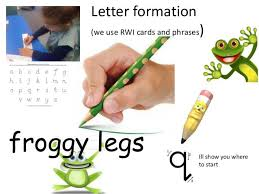 Letter formation
(we use RWI cards and phrases)
froggy legs
q
Ill show you where
to start